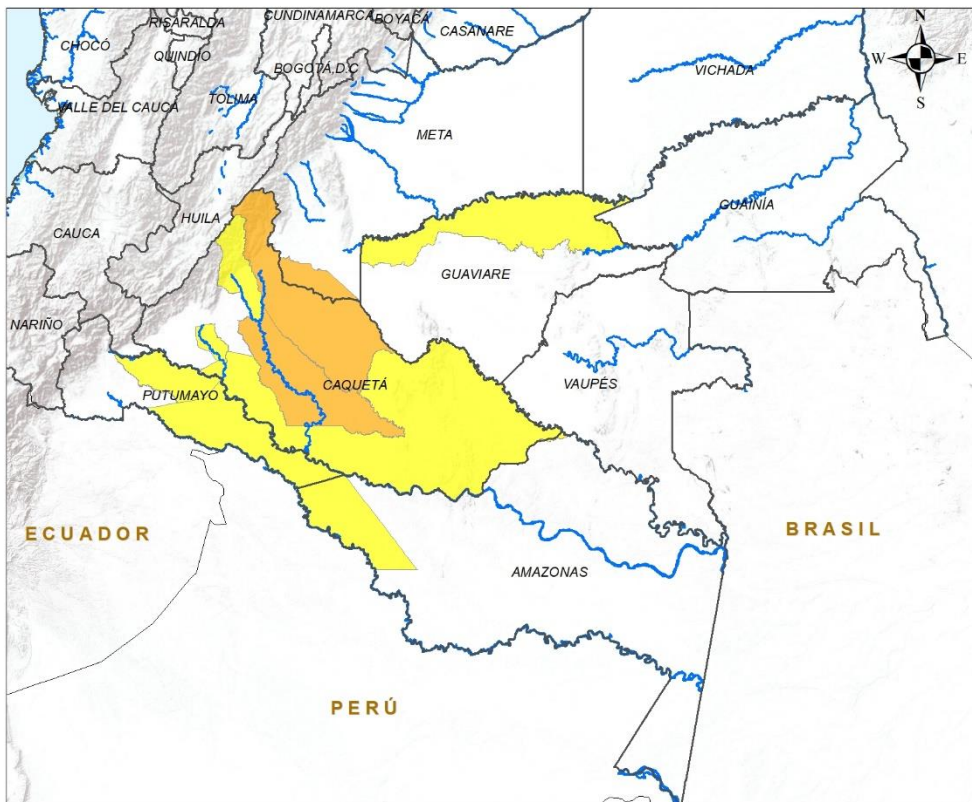 CUNDINAMARCA
BOYACÁ
RISARALDA
CASANARE
N
CHOCÓ
QUINDIO
BOGOTÁ,D.C
W
E
VICHADA
S
VALLE DEL CAUCA
TOLIMA
META
GUAINÍA
HUILA
CAUCA
GUAVIARE
NARIÑO
CAQUETÁ
VAUPÉS
PUTUMAYO
ECUADOR
BRASIL
AMAZONAS
PERÚ